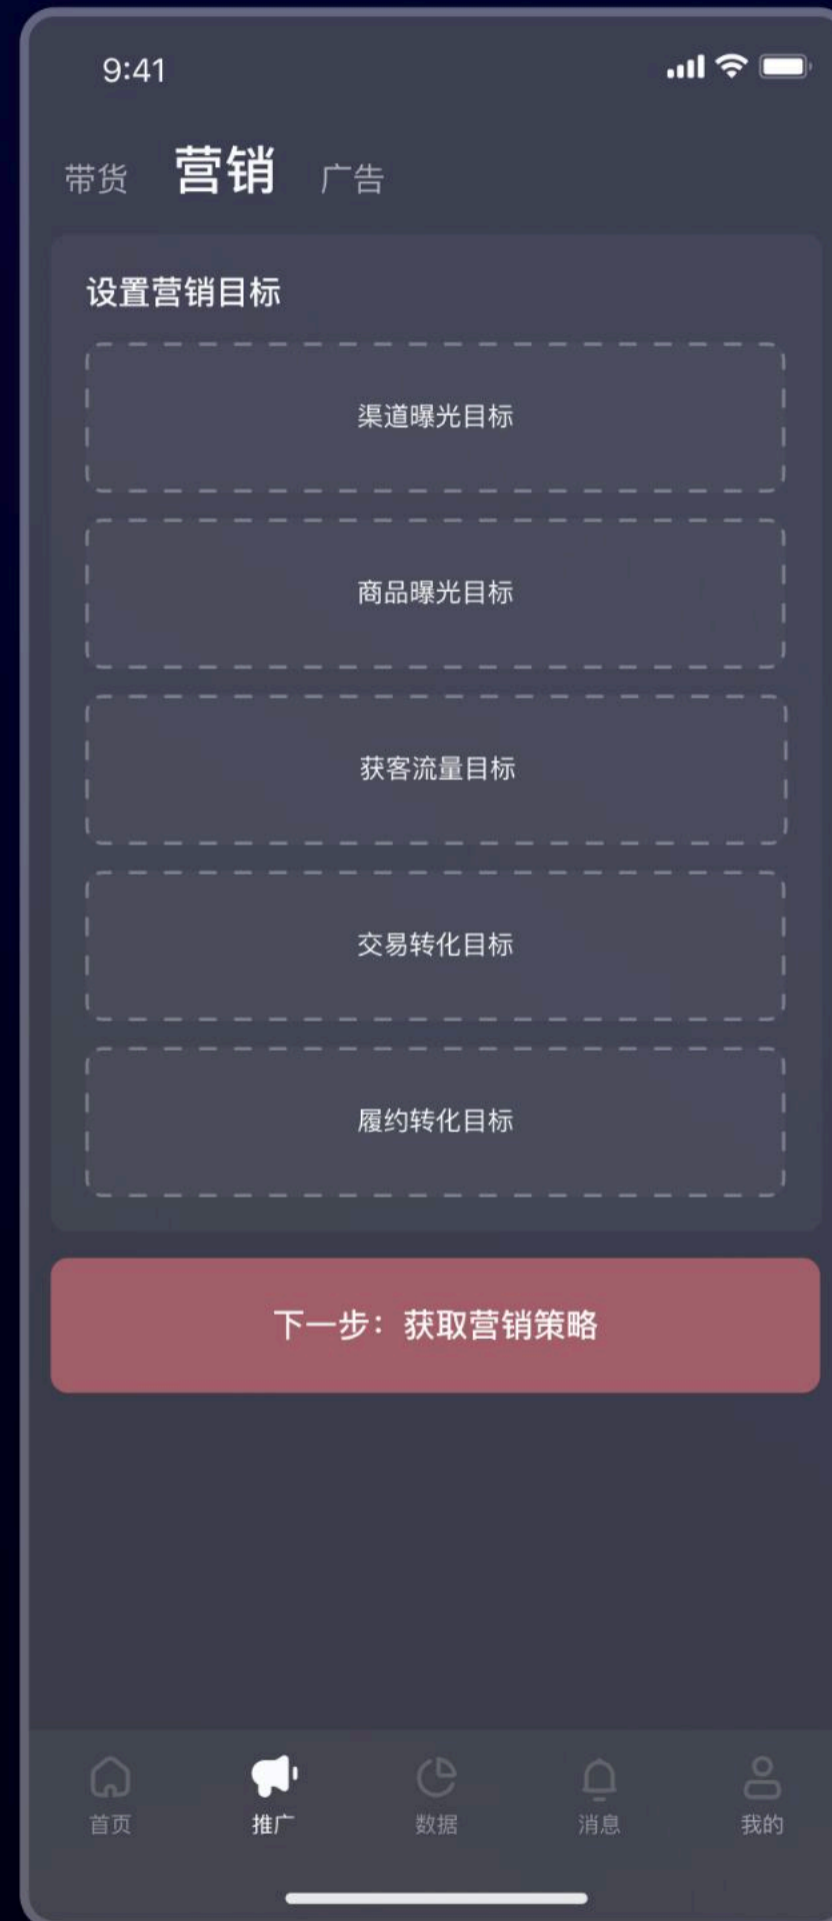 9:41
带货 营销 广告
设置营销目标
渠道曝光目标
商品曝光目标
获客流量目标
交易转化目标
履约转化目标
下一步：获取营销策略
首页 推广 数据 消息 我的